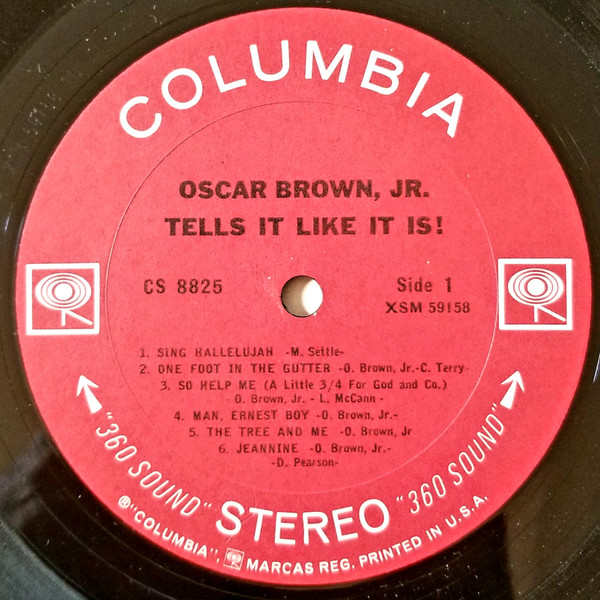 COLUMBIA
OSCAR BROWN, JR.
TELLS IT LIKE IT IS!
CS 8825
Side 1
XSM 59158
1. SING HALLELUJAH -M. Settle-
2. ONE FOOT IN THE GUTTER -O. Brown, Jr.-C. Terry-
3. SO HELP ME (A Little 3/4 For God and Co.)
-O. Brown, Jr. - L, McCann -
4. MAN, ERNEST BOY -O. Brown, Jr.-
5. THE TREE AND ME -O. Brown, Jr
6. JEANNINE -O. Brown, Jr.-
-D. Pearson-
"360 SOUND" STEREO "360 SOUND"
®"COLUMBIA", MARCAS REG. PRINTED IN U.S.A.